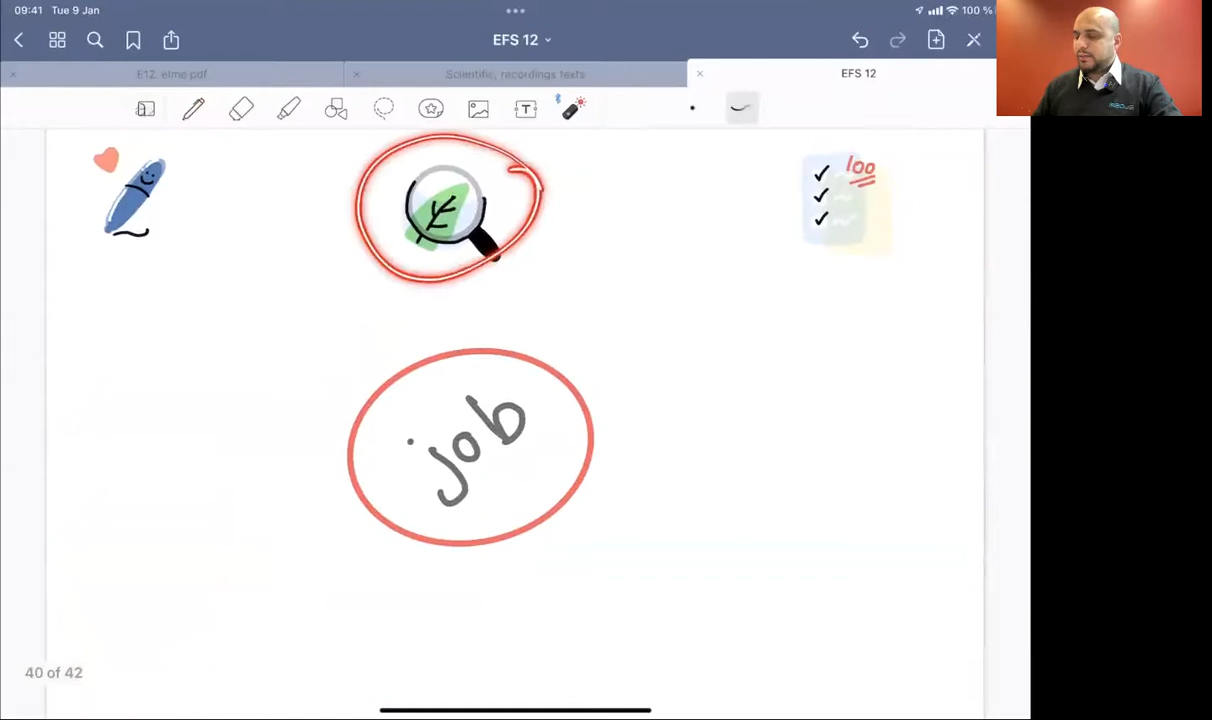 09:41 Tue 9 Jan
100 %
EFS 12
E12. elme.pdf
Scientific, recordings texts
EFS 12
T
100
job
40 of 42